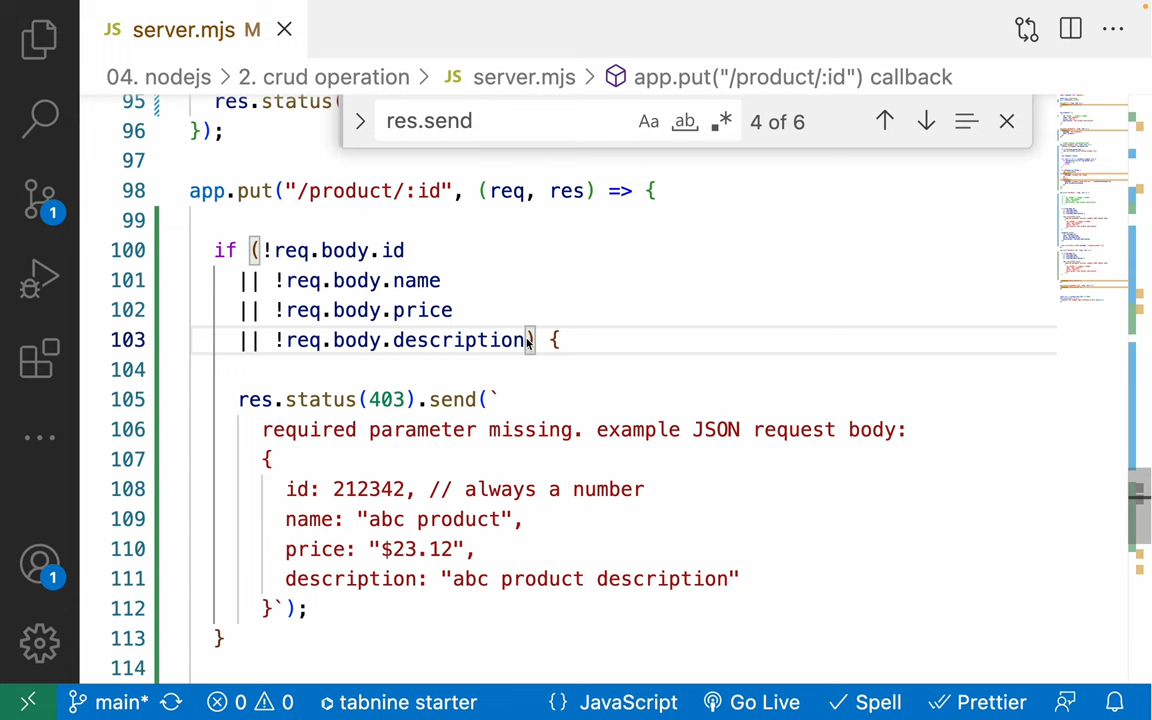 JS server.mjs M
04. nodejs > 2. crud operation > JS server.mjs > app.put("/product/:id") callback
res.send Aa ab .* 4 of 6
95 res.status(
96 });
97
98 app.put("/product/:id", (req, res) => {
99
100 if (!req.body.id
101 || !req.body.name
102 || !req.body.price
103 || !req.body.description) {
104
105 res.status(403).send(`
106 required parameter missing. example JSON request body:
107 {
108 id: 212342, // always a number
109 name: "abc product",
110 price: "$23.12",
111 description: "abc product description"
112 }`);
113 }
114
1
1
main* 0 0 tabnine starter {} JavaScript Go Live Spell Prettier